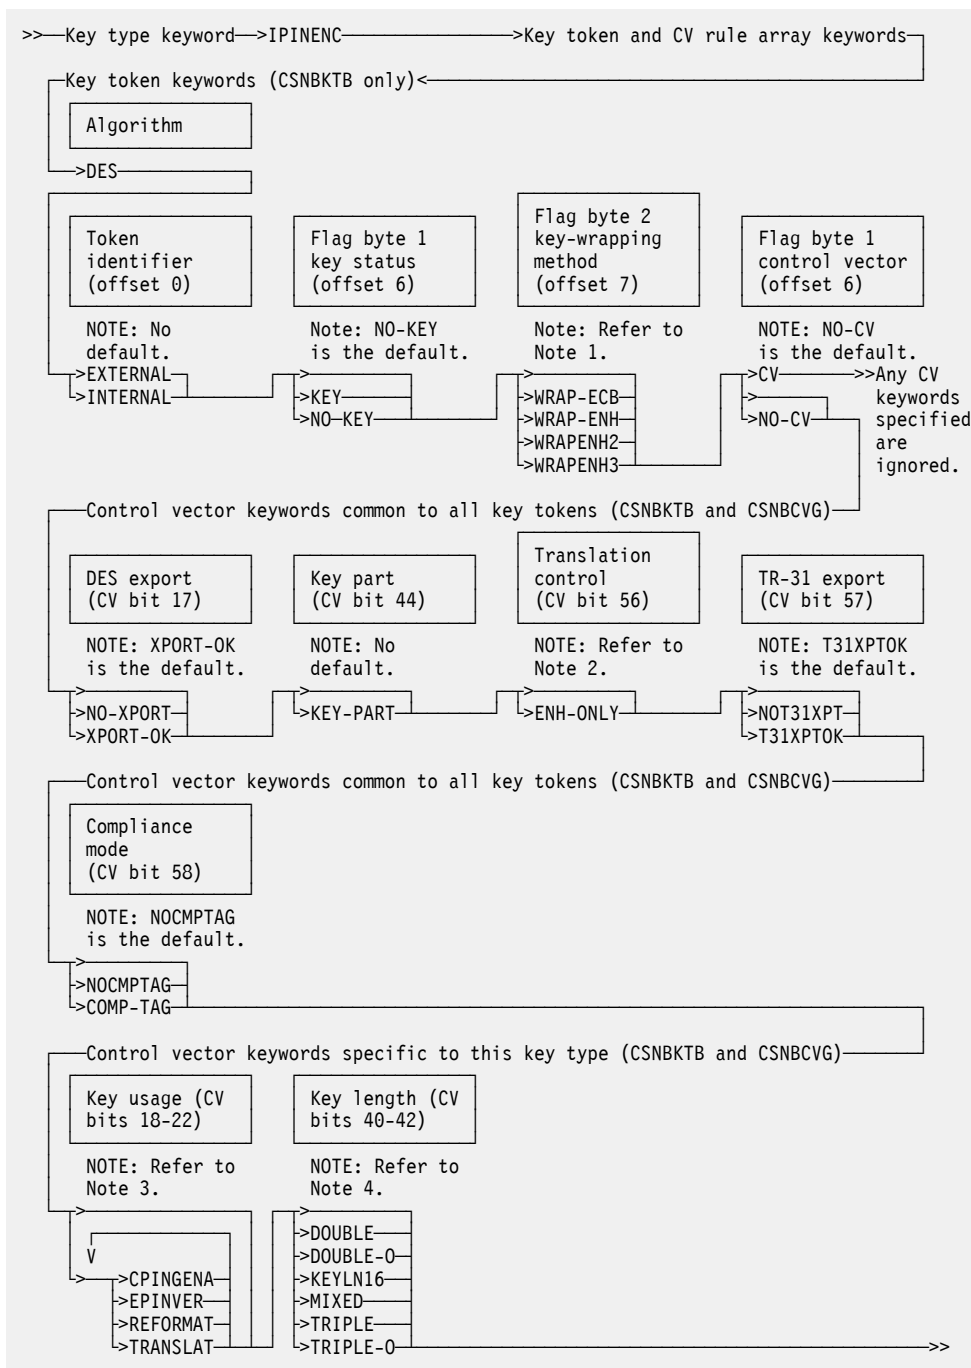 >>──Key type keyword──>IPINENC────────────────>Key token and CV rule array keywords─┐
Key token keywords (CSNBKTB only)<
Algorithm
>DES
Token identifier (offset 0)
Flag byte 1 key status (offset 6)
Flag byte 2 key-wrapping method (offset 7)
Flag byte 1 control vector (offset 6)
NOTE: No default.
Note: NO-KEY is the default.
Note: Refer to Note 1.
NOTE: NO-CV is the default.
>EXTERNAL
>INTERNAL
>
>KEY
>NO-KEY
>
>WRAP-ECB
>WRAP-ENH
>WRAPENH2
>WRAPENH3
>CV────>>Any CV keywords specified are ignored.
>
>NO-CV
Control vector keywords common to all key tokens (CSNBKTB and CSNBCVG)
DES export (CV bit 17)
Key part (CV bit 44)
Translation control (CV bit 56)
TR-31 export (CV bit 57)
NOTE: XPORT-OK is the default.
NOTE: No default.
NOTE: Refer to Note 2.
NOTE: T31XPTOK is the default.
>
>NO-XPORT
>XPORT-OK
>
>KEY-PART
>
>ENH-ONLY
>
>NOT31XPT
>T31XPTOK
Control vector keywords common to all key tokens (CSNBKTB and CSNBCVG)
Compliance mode (CV bit 58)
NOTE: NOCMPTAG is the default.
>
>NOCMPTAG
>COMP-TAG
Control vector keywords specific to this key type (CSNBKTB and CSNBCVG)
Key usage (CV bits 18-22)
Key length (CV bits 40-42)
NOTE: Refer to Note 3.
NOTE: Refer to Note 4.
>
V
>
>CPINGENA
>EPINVER
>REFORMAT
>TRANSLAT
>
>DOUBLE
>DOUBLE-O
>KEYLN16
>MIXED
>TRIPLE
>TRIPLE-O
>>